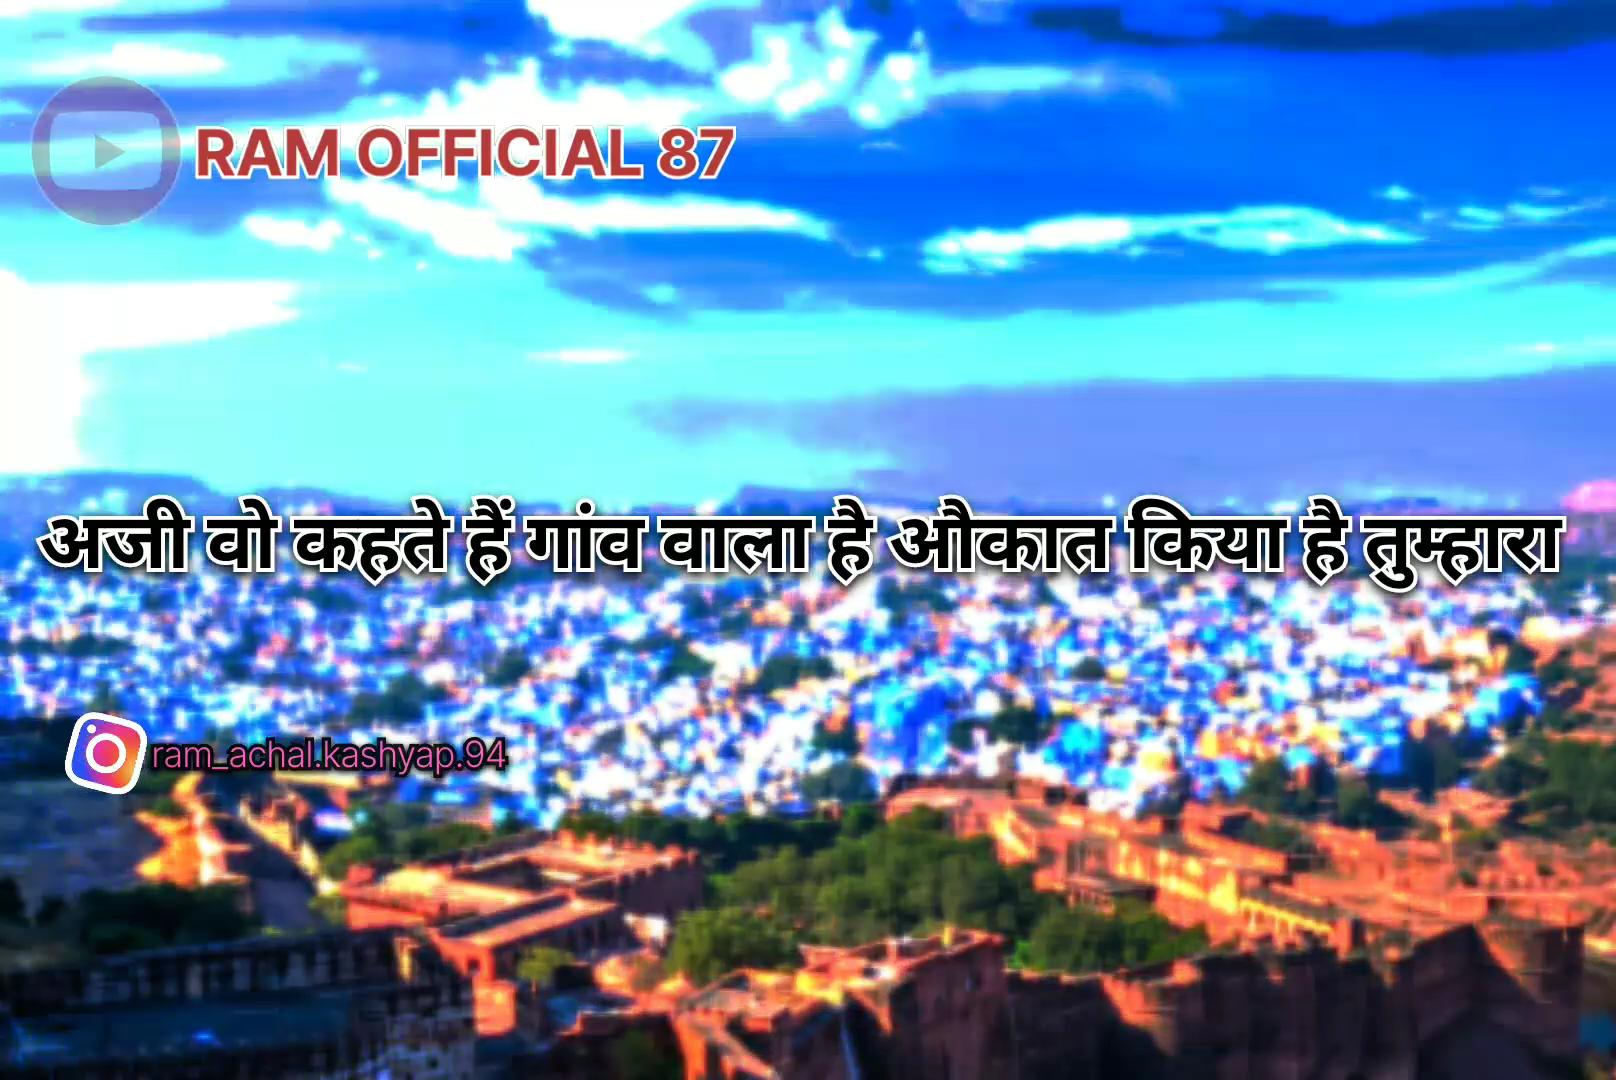 RAM OFFICIAL 87
अजी वो कहते हैं गांव वाला है औकात किया है तुम्हारा
ram_achal.kashyap.94